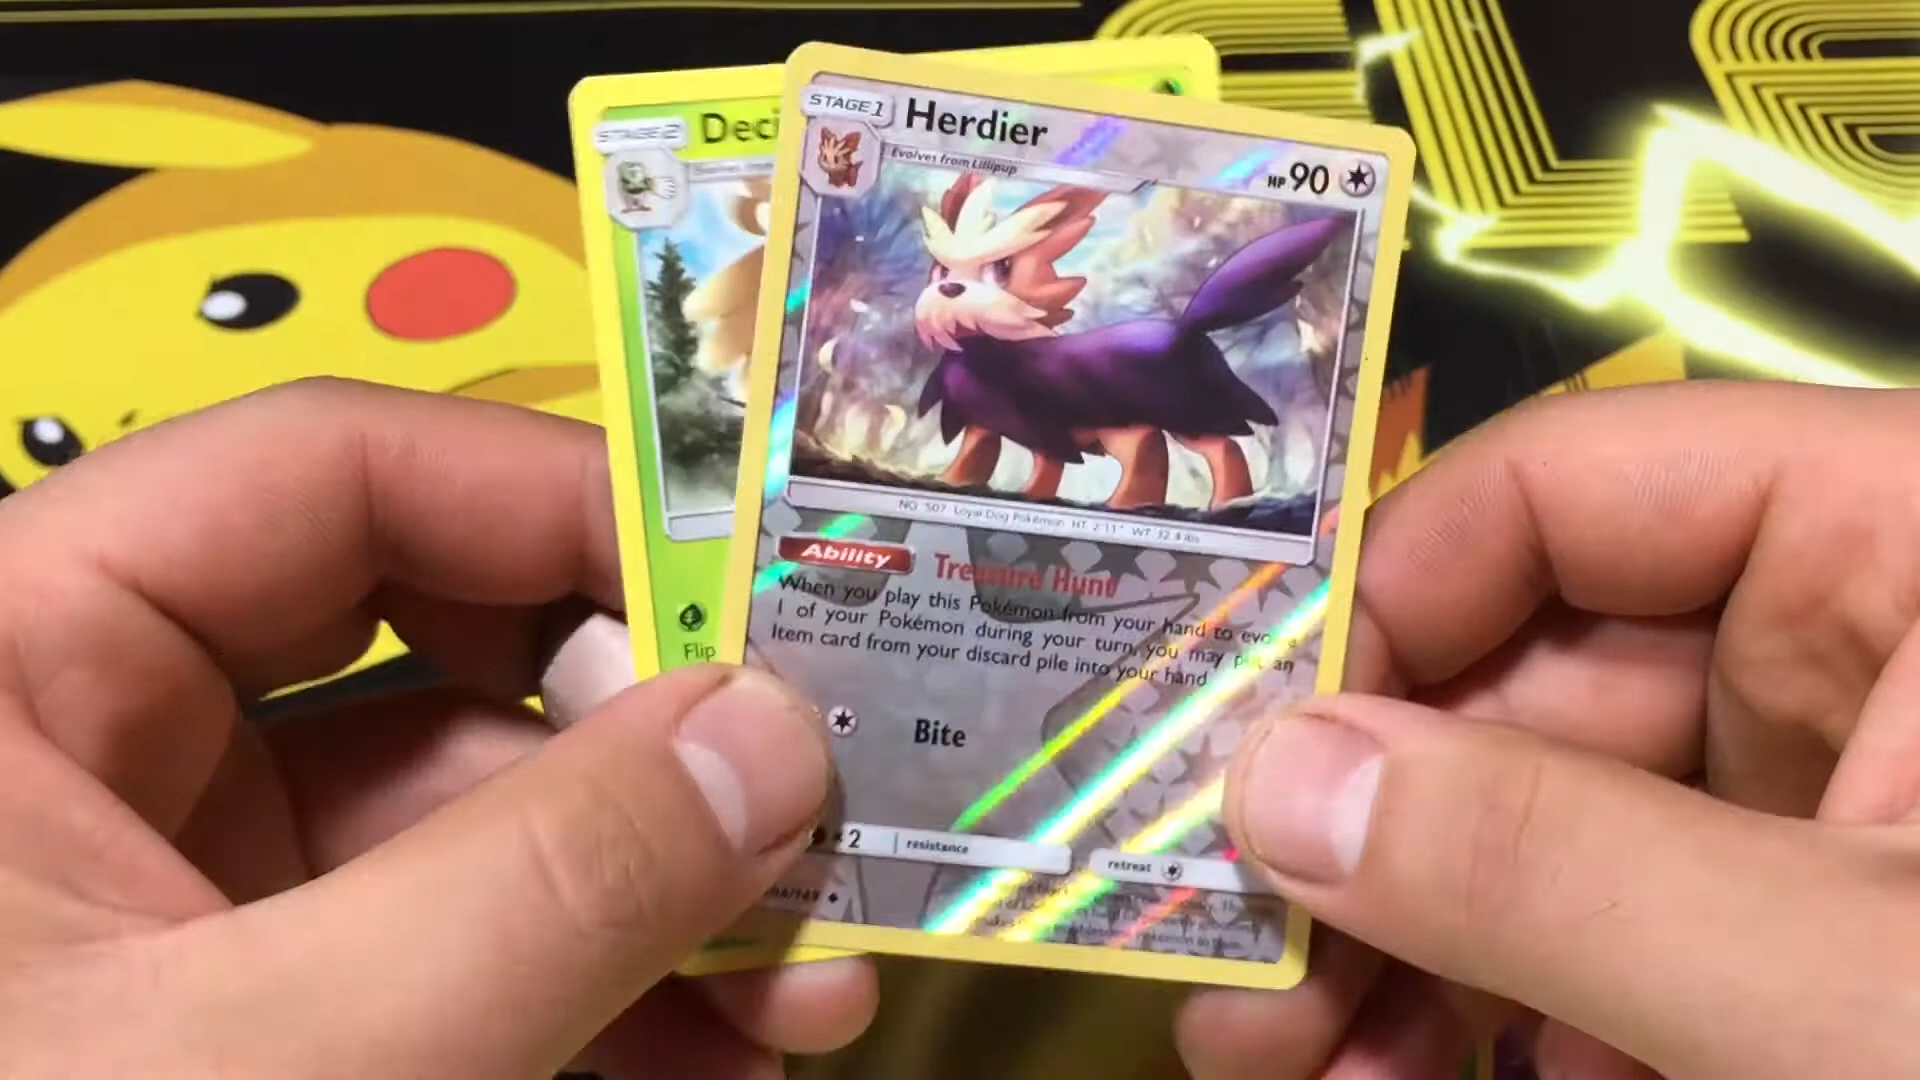 STAGE 2 Deci
STAGE 1 Herdier
Evolves from Lillipup
HP 90
NO. 507 Loyal Dog Pokémon HT: 2'11" WT: 32.4 lbs
Ability Treasure Hunt
When you play this Pokémon from your hand to evo
1 of your Pokémon during your turn, you may p an
Item card from your discard pile into your hand
Flip
Bite
×2 resistance retreat
/149